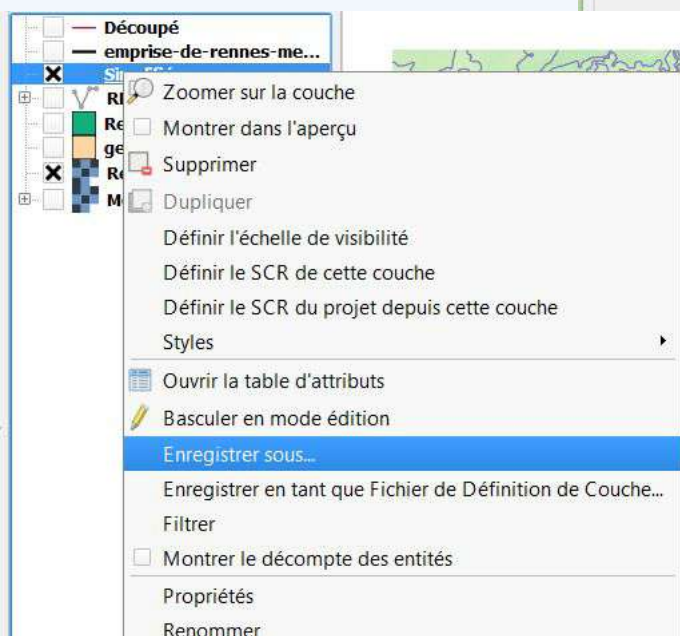 Découpé
emprise-de-rennes-me...
Zoomer sur la couche
Montrer dans l'aperçu
Supprimer
Dupliquer
Définir l'échelle de visibilité
Définir le SCR de cette couche
Définir le SCR du projet depuis cette couche
Styles
Ouvrir la table d'attributs
Basculer en mode édition
Enregistrer sous...
Enregistrer en tant que Fichier de Définition de Couche...
Filtrer
Montrer le décompte des entités
Propriétés
Renommer